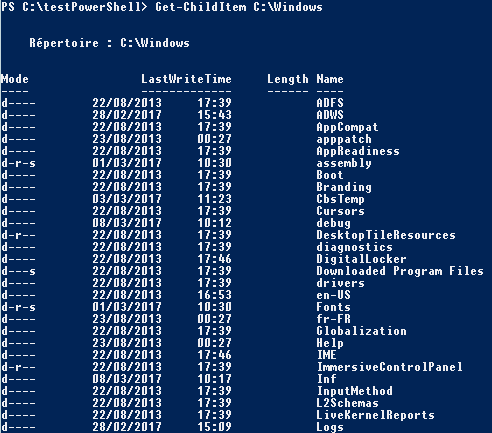 PS C:\testPowerShell> Get-ChildItem C:\Windows
Répertoire : C:\Windows
Mode LastWriteTime Length Name
---- ------------- ------ ----
d---- 22/08/2013 17:39 ADFS
d---- 28/02/2017 15:43 ADWS
d---- 22/08/2013 17:39 AppCompat
d---- 23/08/2013 00:27 apppatch
d---- 22/08/2013 17:39 AppReadiness
d-r-s 01/03/2017 10:30 assembly
d---- 22/08/2013 17:39 Boot
d---- 22/08/2013 17:39 Branding
d---- 03/03/2017 11:23 CbsTemp
d---- 22/08/2013 17:39 Cursors
d---- 08/03/2017 10:12 debug
d-r-- 22/08/2013 17:39 DesktopTileResources
d---- 22/08/2013 17:39 diagnostics
d---- 22/08/2013 17:46 DigitalLocker
d---s 22/08/2013 17:39 Downloaded Program Files
d---- 22/08/2013 17:39 drivers
d---- 22/08/2013 16:53 en-US
d-r-s 01/03/2017 10:30 Fonts
d---- 23/08/2013 00:27 fr-FR
d---- 22/08/2013 17:39 Globalization
d---- 23/08/2013 00:27 Help
d---- 22/08/2013 17:46 IME
d-r-- 22/08/2013 17:39 ImmersiveControlPanel
d---- 08/03/2017 10:17 Inf
d---- 22/08/2013 17:39 InputMethod
d---- 22/08/2013 17:39 L2Schemas
d---- 22/08/2013 17:39 LiveKernelReports
d---- 28/02/2017 15:09 Logs